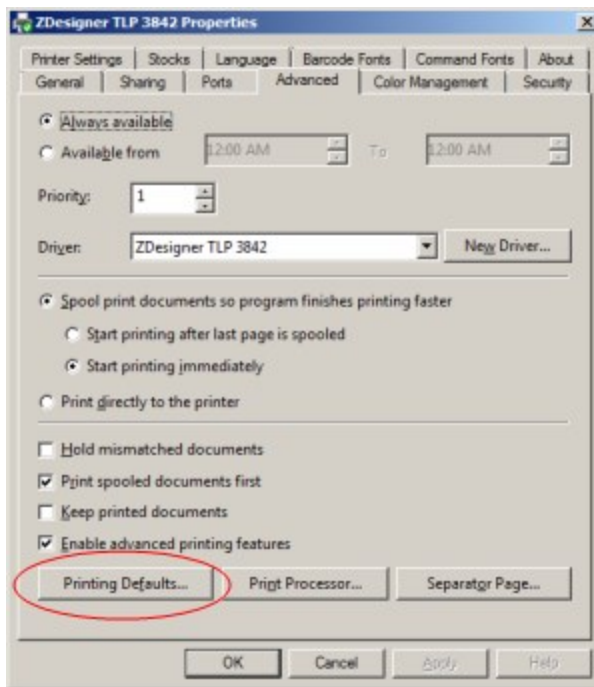 ZDesigner TLP 3842 Properties
Printer Settings Stocks Language Barcode Fonts Command Fonts About
General Sharing Ports Advanced Color Management Security
Always available
Available from 12:00 AM To 12:00 AM
Priority: 1
Driver: ZDesigner TLP 3842 New Driver...
Spool print documents so program finishes printing faster
Start printing after last page is spooled
Start printing immediately
Print directly to the printer
Hold mismatched documents
Print spooled documents first
Keep printed documents
Enable advanced printing features
Printing Defaults... Print Processor... Separator Page...
OK Cancel Apply Help